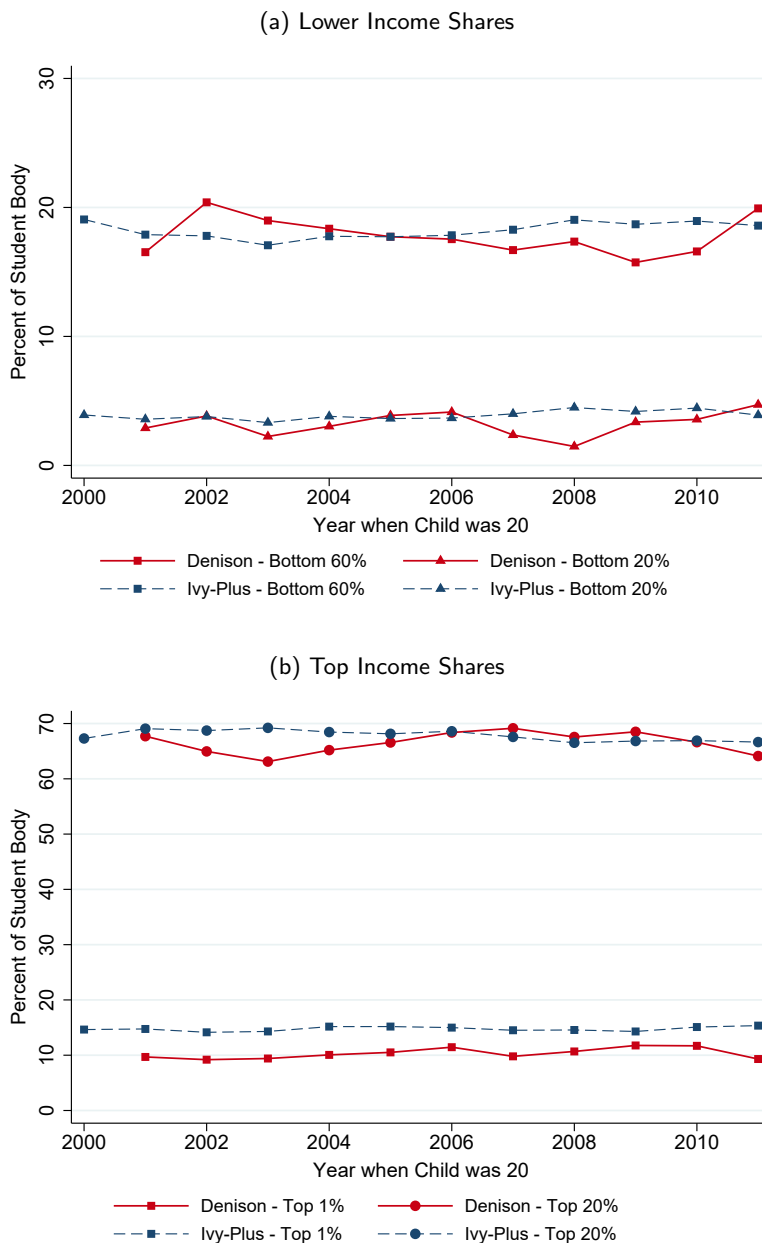 (a) Lower Income Shares
30
20
10
0
Percent of Student Body
2000 2002 2004 2006 2008 2010
Year when Child was 20
Denison - Bottom 60% Denison - Bottom 20%
Ivy-Plus - Bottom 60% Ivy-Plus - Bottom 20%
(b) Top Income Shares
70
60
50
40
30
20
10
0
Percent of Student Body
2000 2002 2004 2006 2008 2010
Year when Child was 20
Denison - Top 1% Denison - Top 20%
Ivy-Plus - Top 1% Ivy-Plus - Top 20%